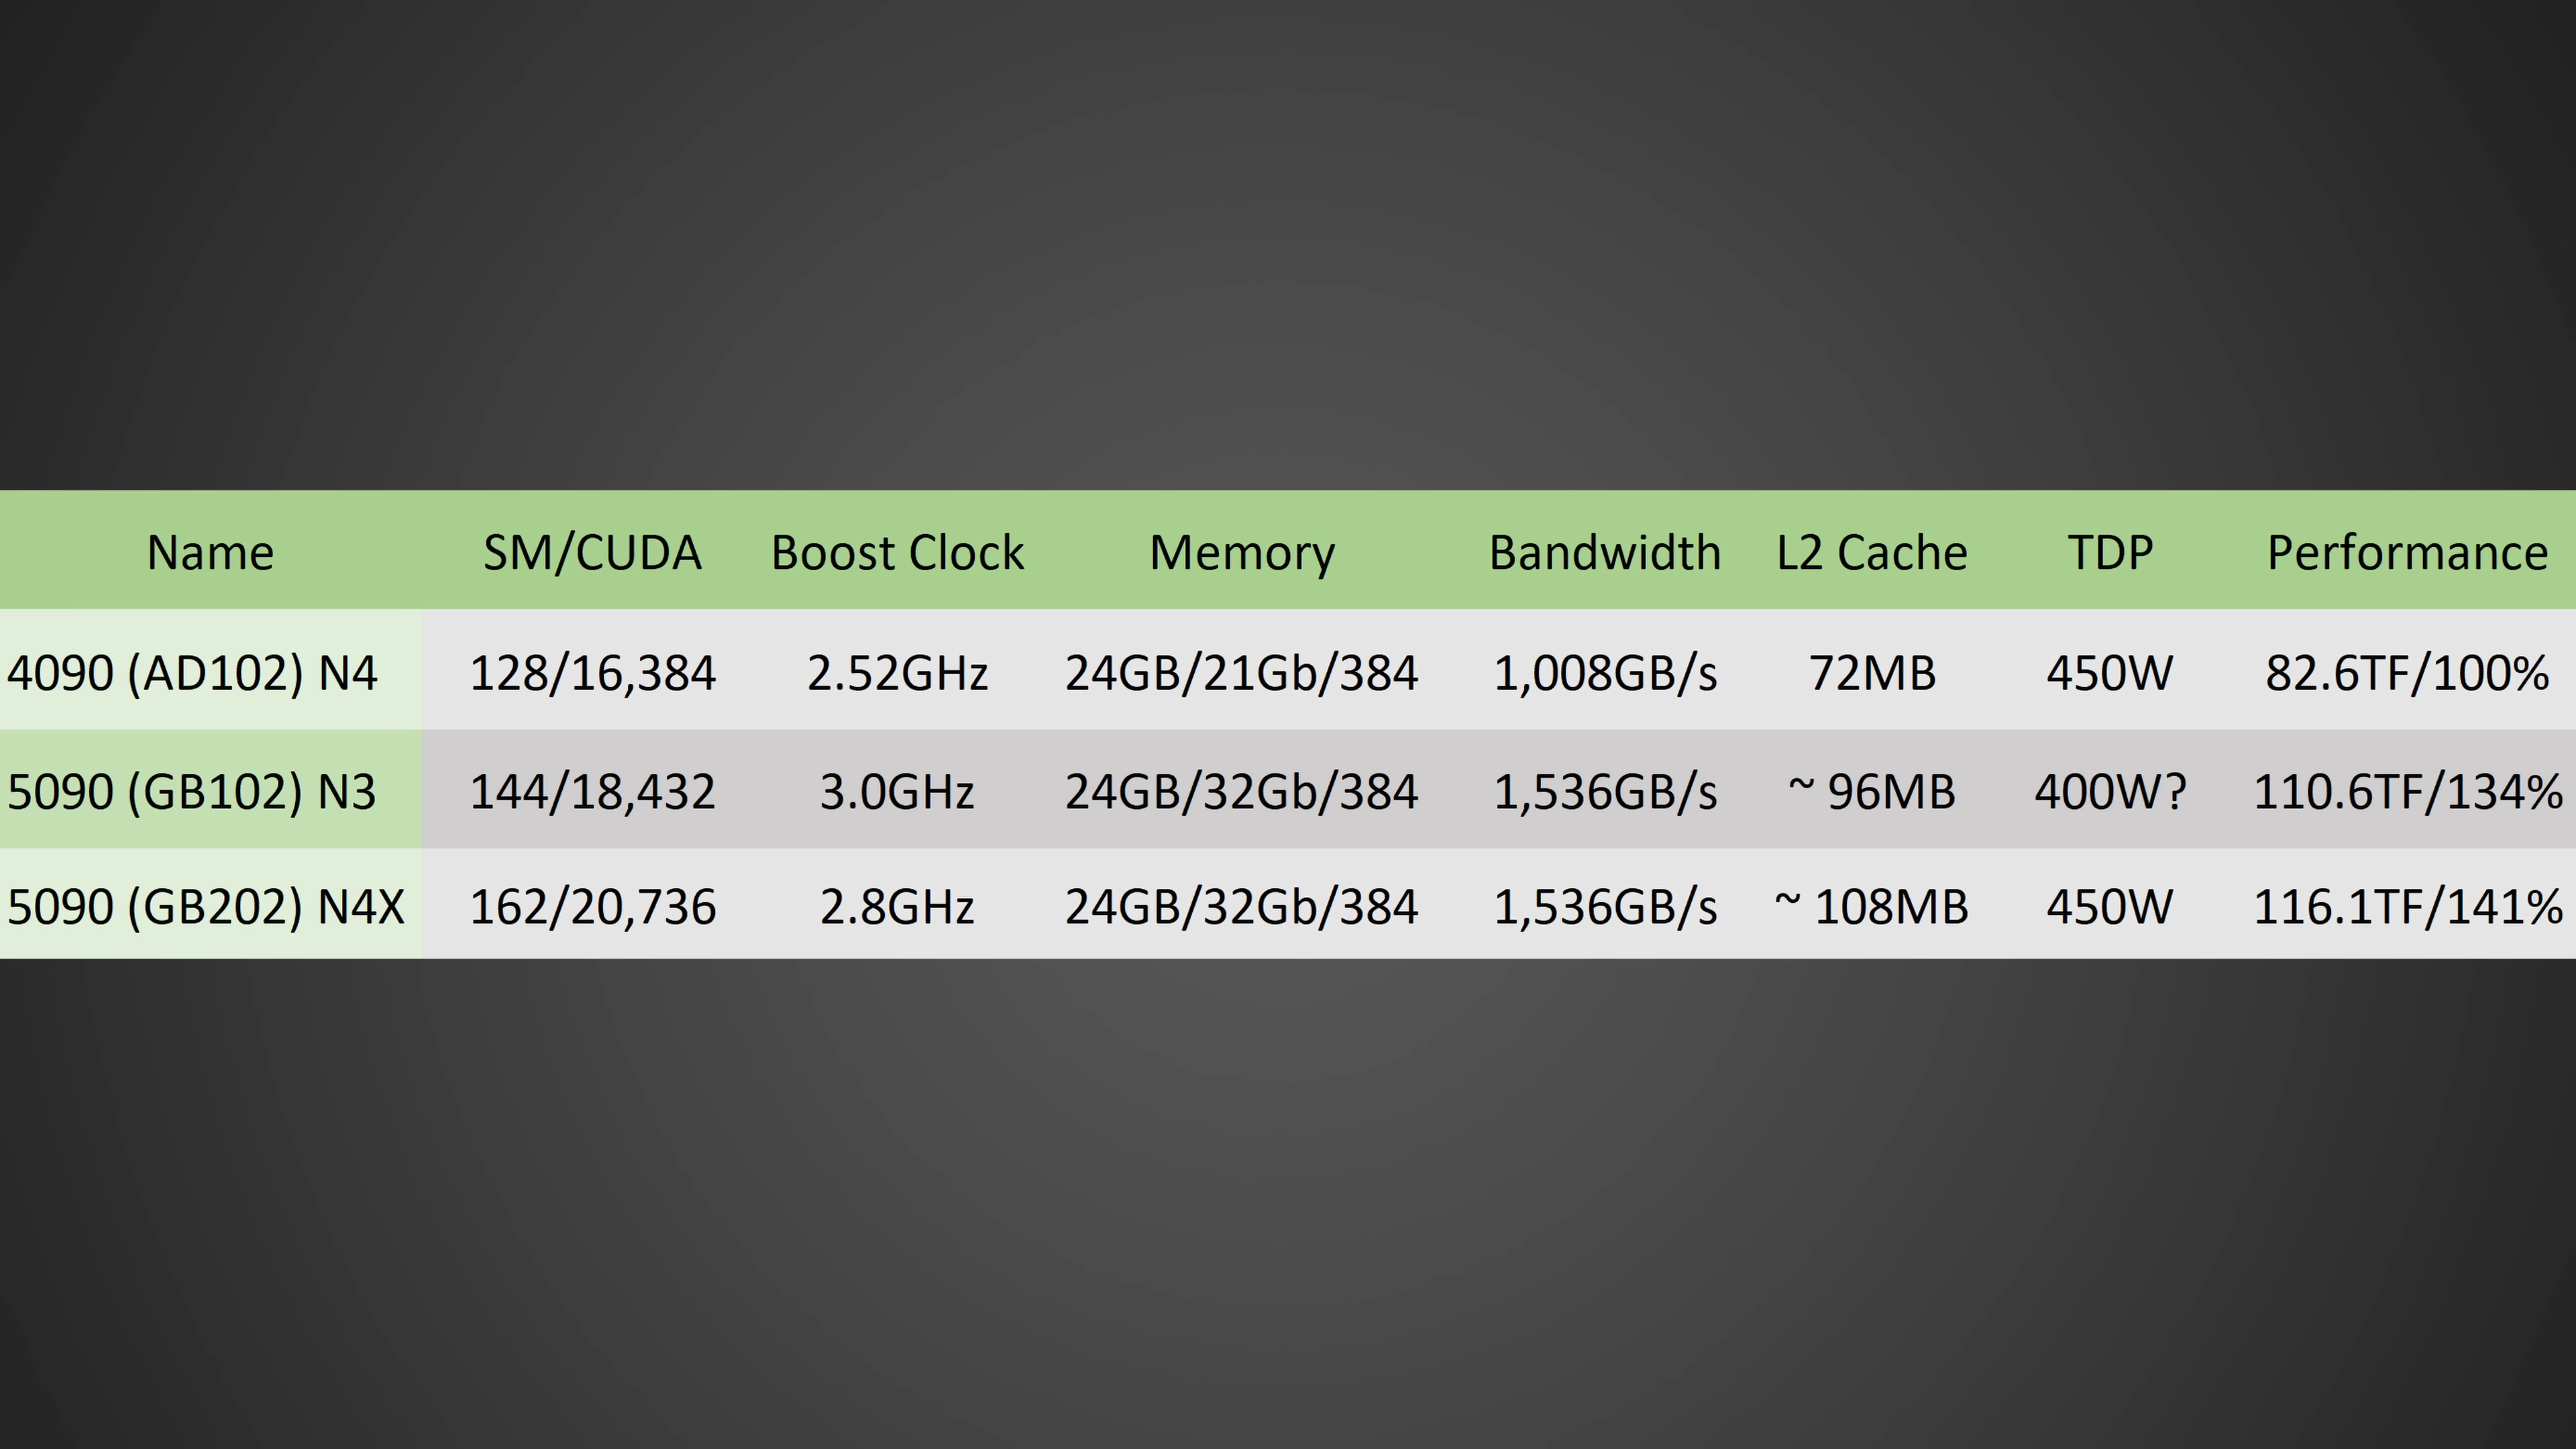 Name SM/CUDA Boost Clock Memory Bandwidth L2 Cache TDP Performance
4090 (AD102) N4 128/16,384 2.52GHz 24GB/21Gb/384 1,008GB/s 72MB 450W 82.6TF/100%
5090 (GB102) N3 144/18,432 3.0GHz 24GB/32Gb/384 1,536GB/s ~ 96MB 400W? 110.6TF/134%
5090 (GB202) N4X 162/20,736 2.8GHz 24GB/32Gb/384 1,536GB/s ~ 108MB 450W 116.1TF/141%